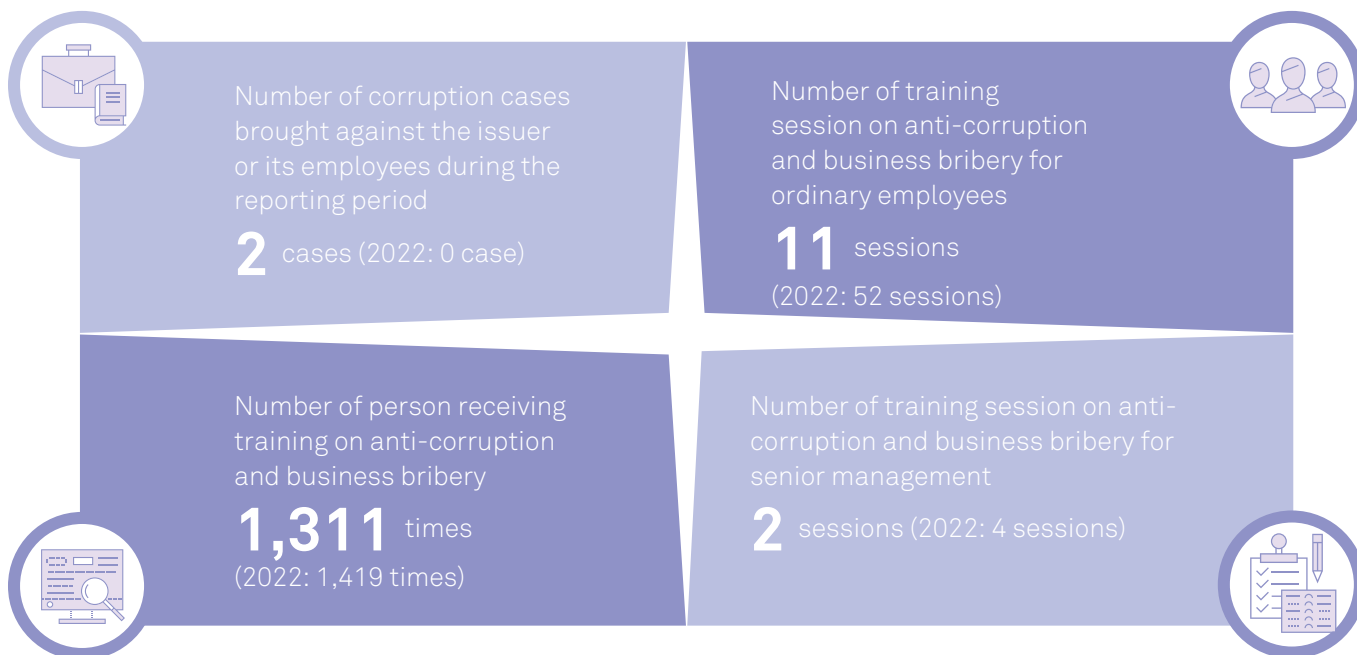 Number of corruption cases
brought against the issuer
or its employees during the
reporting period
2 cases (2022: 0 case)
Number of training
session on anti-corruption
and business bribery for
ordinary employees
11 sessions
(2022: 52 sessions)
Number of person receiving
training on anti-corruption
and business bribery
1,311 times
(2022: 1,419 times)
Number of training session on anti-
corruption and business bribery for
senior management
2 sessions (2022: 4 sessions)